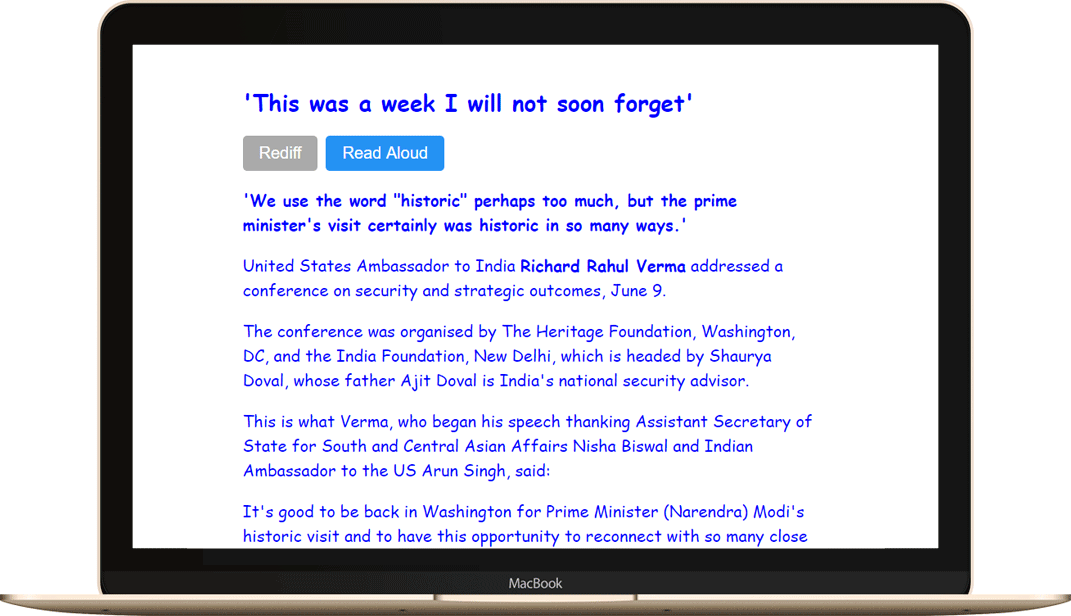 'This was a week I will not soon forget'
Rediff
Read Aloud
'We use the word "historic" perhaps too much, but the prime
minister's visit certainly was historic in so many ways.'
United States Ambassador to India Richard Rahul Verma addressed a
conference on security and strategic outcomes, June 9.
The conference was organised by The Heritage Foundation, Washington,
DC, and the India Foundation, New Delhi, which is headed by Shaurya
Doval, whose father Ajit Doval is India's national security advisor.
This is what Verma, who began his speech thanking Assistant Secretary of
State for South and Central Asian Affairs Nisha Biswal and Indian
Ambassador to the US Arun Singh, said:
It's good to be back in Washington for Prime Minister (Narendra) Modi's
historic visit and to have this opportunity to reconnect with so many close
MacBook